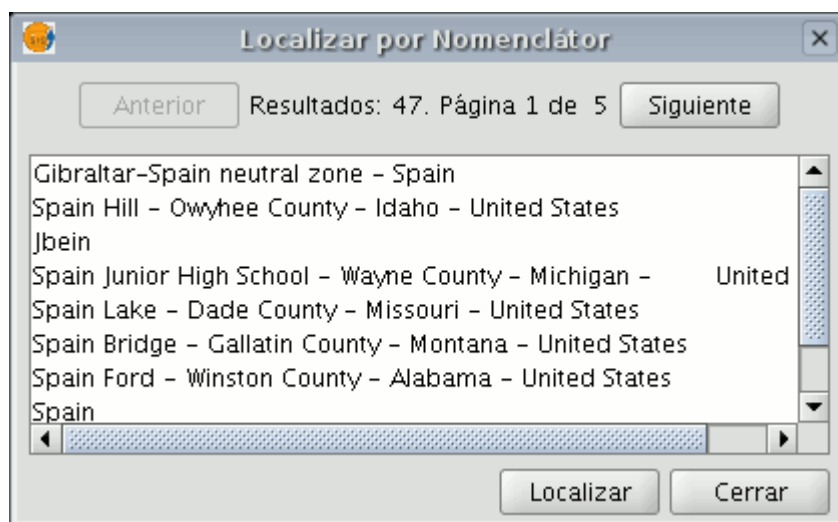 Localizar por Nomenclátor
Anterior Resultados: 47. Página 1 de 5 Siguiente
Gibraltar-Spain neutral zone - Spain
Spain Hill - Owyhee County - Idaho - United States
Jbein
Spain Junior High School - Wayne County - Michigan - United
Spain Lake - Dade County - Missouri - United States
Spain Bridge - Gallatin County - Montana - United States
Spain Ford - Winston County - Alabama - United States
Spain
Localizar Cerrar